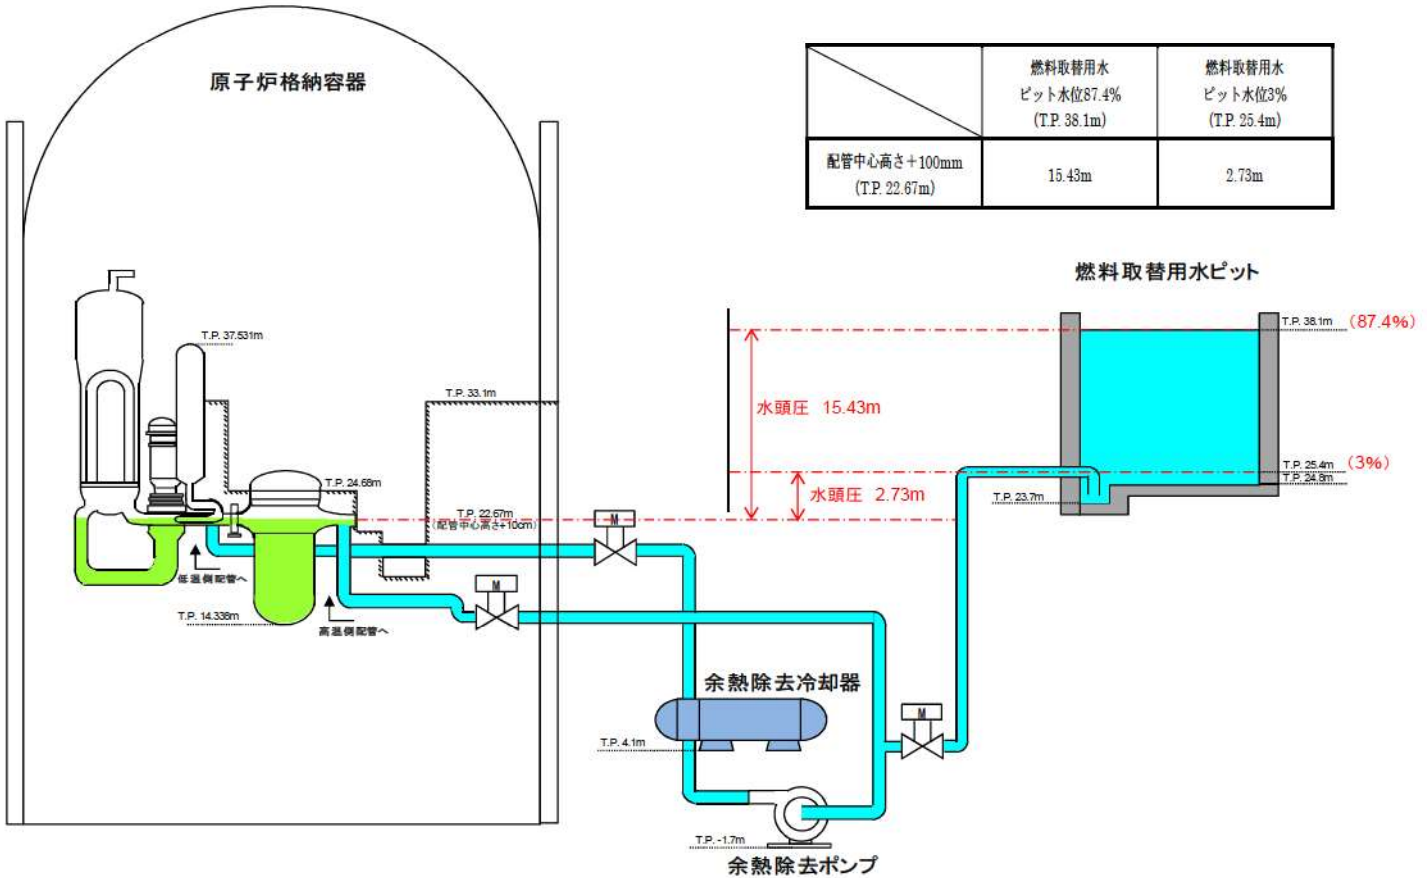 原子炉格納容器
燃料取替用水
ピット水位87.4%
(T.P. 38.1m)
燃料取替用水
ピット水位3%
(T.P. 25.4m)
配管中心高さ＋100mm
(T.P. 22.67m)
15.43m
2.73m
燃料取替用水ピット
T.P. 38.1m
(87.4%)
T.P. 37.531m
T.P. 33.1m
水頭圧 15.43m
T.P. 25.4m
(3%)
T.P. 24.8m
T.P. 24.68m
水頭圧 2.73m
T.P. 23.7m
T.P. 22.67m
(配管中心高さ+10cm)
M
低温側配管へ
M
T.P. 14.338m
高温側配管へ
余熱除去冷却器
M
T.P. 4.1m
T.P. -1.7m
余熱除去ポンプ